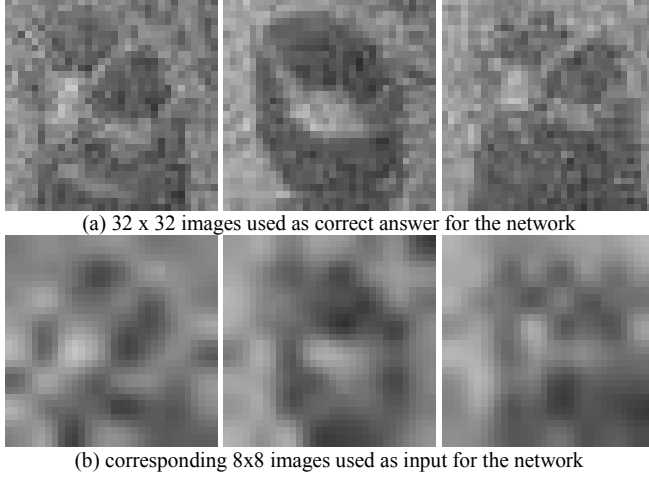 (a) 32 x 32 images used as correct answer for the network
(b) corresponding 8x8 images used as input for the network